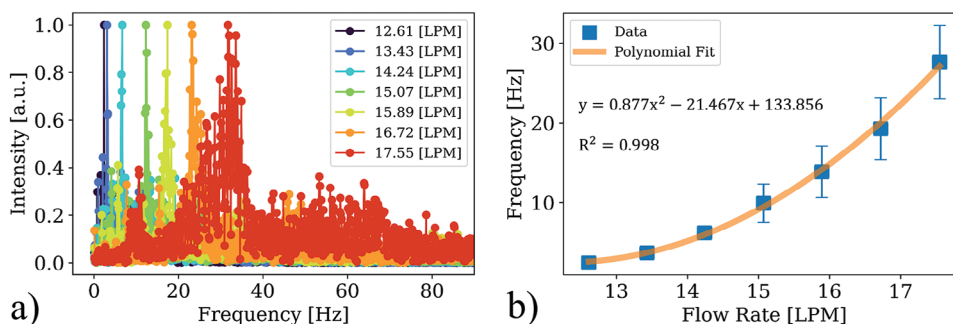 1.0
0.8
0.6
0.4
0.2
0.0
Intensity [a.u.]
12.61 [LPM]
13.43 [LPM]
14.24 [LPM]
15.07 [LPM]
15.89 [LPM]
16.72 [LPM]
17.55 [LPM]
0 20 40 60 80
Frequency [Hz]
a)
30
20
10
Frequency [Hz]
Data
Polynomial Fit
y = 0.877x² − 21.467x + 133.856
R² = 0.998
13 14 15 16 17
Flow Rate [LPM]
b)